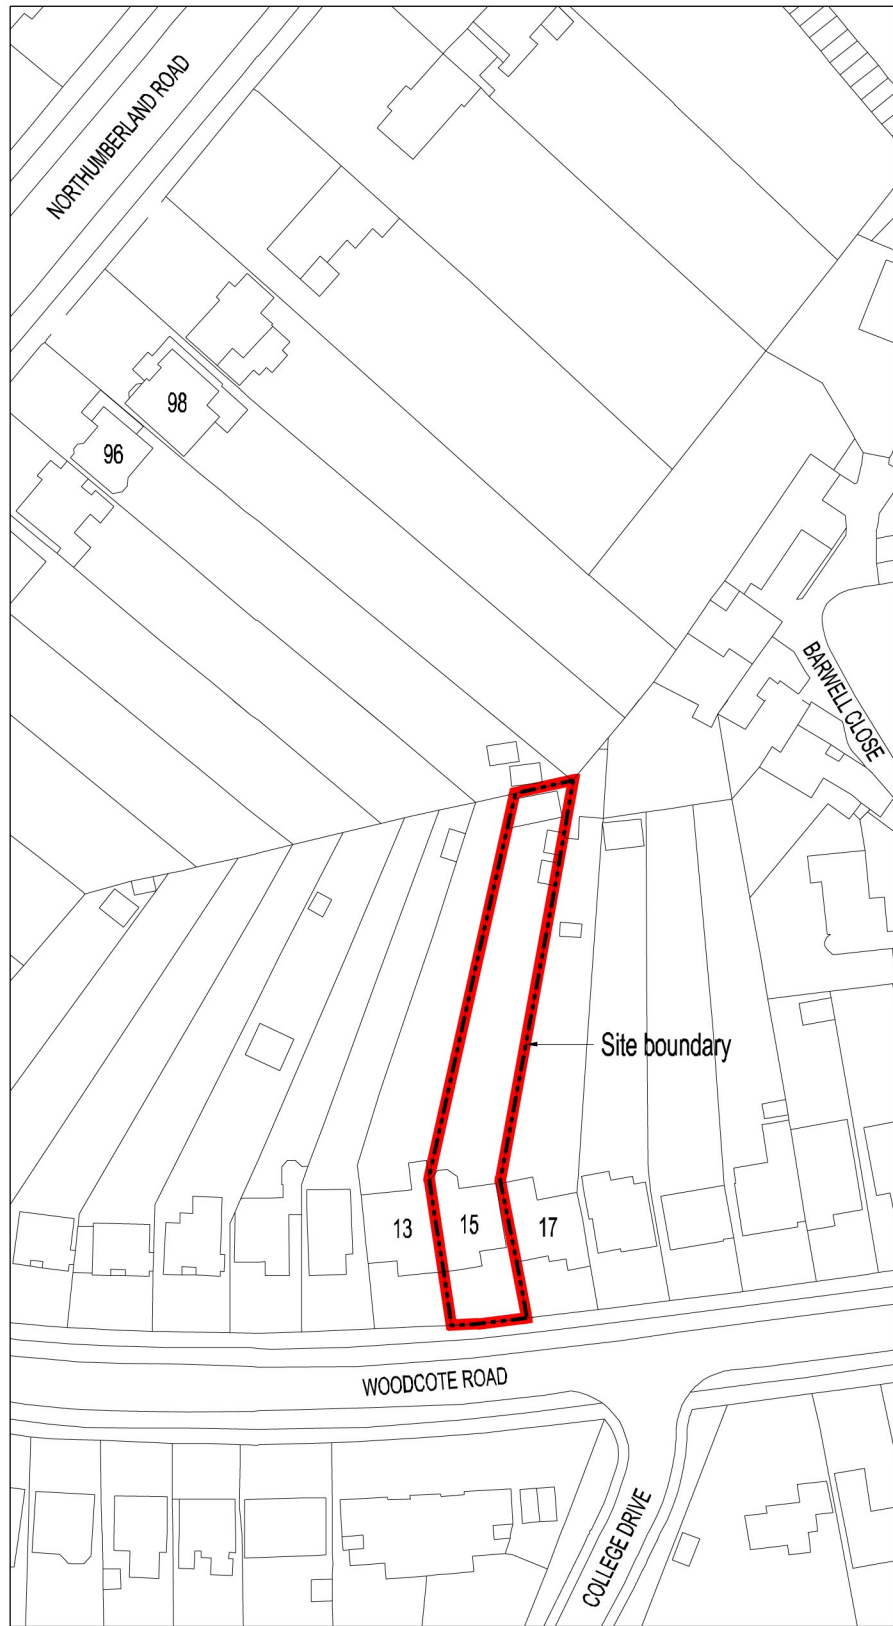 NORTHUMBERLAND ROAD
98
96
BARWELL CLOSE
Site boundary
13
15
17
WOODCOTE ROAD
COLLEGE DRIVE